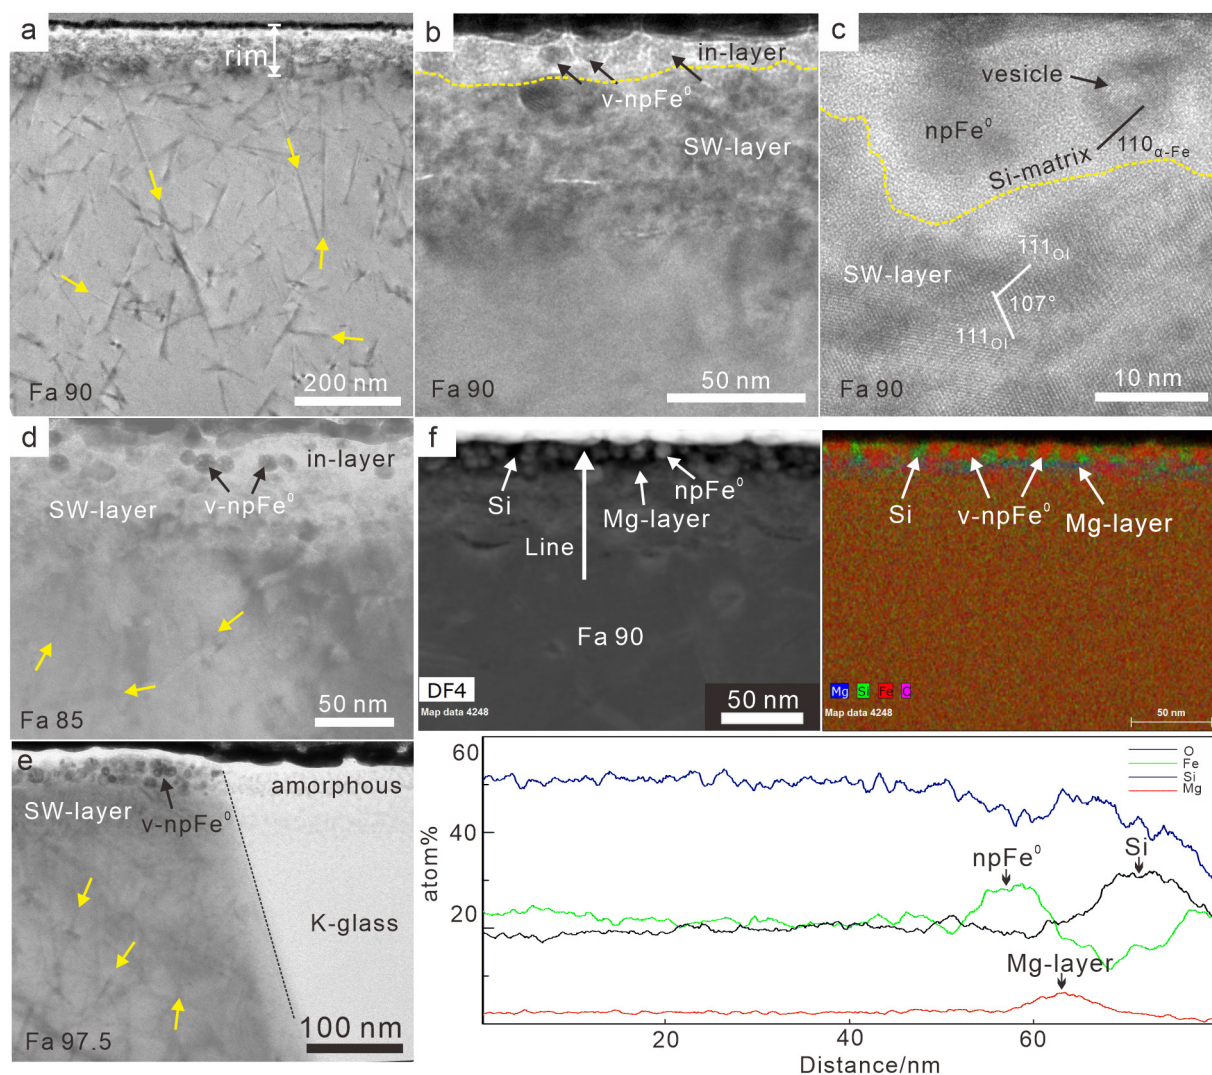 a
rim
Fa 90
200 nm
b
in-layer
v-npFe⁰
SW-layer
50 nm
c
vesicle
npFe⁰
110α-Fe
Si-matrix
SW-layer
1̅1̅1Ol
107°
111Ol
Fa 90
10 nm
d
in-layer
v-npFe⁰
SW-layer
Fa 85
50 nm
f
Si
npFe⁰
Mg-layer
Line
Fa 90
DF4
Map data 4248
50 nm
Si
v-npFe⁰
Mg-layer
Mg Si Fe C
Map data 4248
50 nm
e
SW-layer
v-npFe⁰
amorphous
K-glass
Fa 97.5
100 nm
60
40
20
atom%
O
Fe
Si
Mg
npFe⁰
Si
Mg-layer
20 40 60
Distance/nm